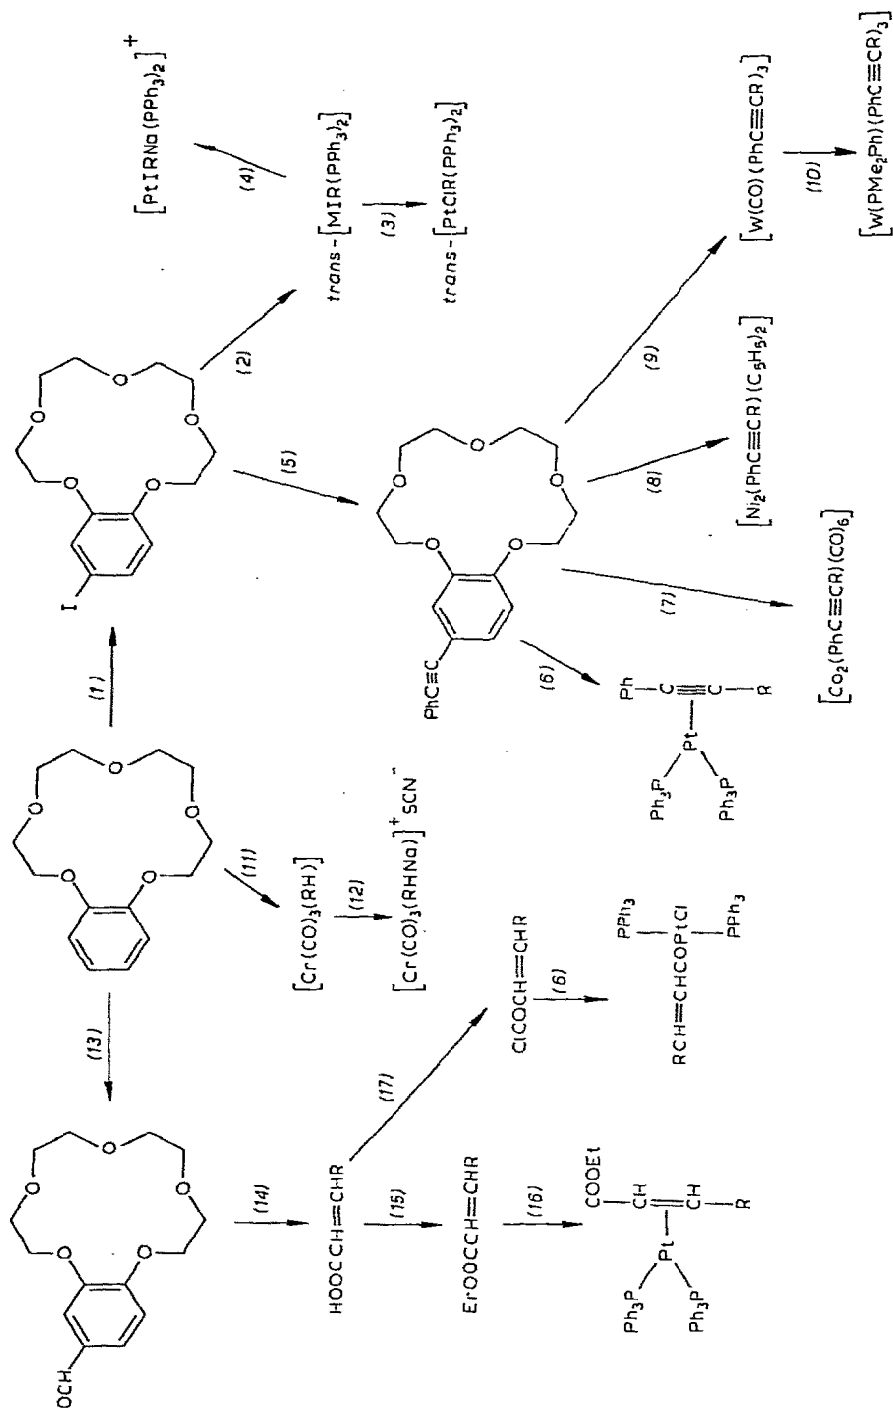 OCH
O
O
O
O
O
(13)
O
O
O
O
O
(1)
I
O
O
O
O
O
(14)
HOOCCH=CHR
(15)
ErOOCCH=CHR
(16)
Ph₃P
Ph₃P
Pt
COOEt
CH
CH
R
(17)
ClCOCH=CHR
(6)
RCH=CHCOPtCl
PPh₃
PPh₃
(11)
[Cr(CO)₃(RH)]
(12)
[Cr(CO)₃(RHNa)]⁺ SCN⁻
(2)
trans-[MIR(PPh₃)₂]
(4)
[PtIRNa(PPh₃)₂]⁺
(3)
trans-[PtClR(PPh₃)₂]
(5)
PhC≡C
O
O
O
O
O
(6)
Ph₃P
Ph₃P
Pt
Ph
C
C
R
(7)
[Co₂(PhC≡CR)(CO)₆]
(8)
[Ni₂(PhC≡CR)(C₅H₅)₂]
(9)
[W(CO)(PhC≡CR)₃]
(10)
[W(PMe₂Ph)(PhC≡CR)₃]